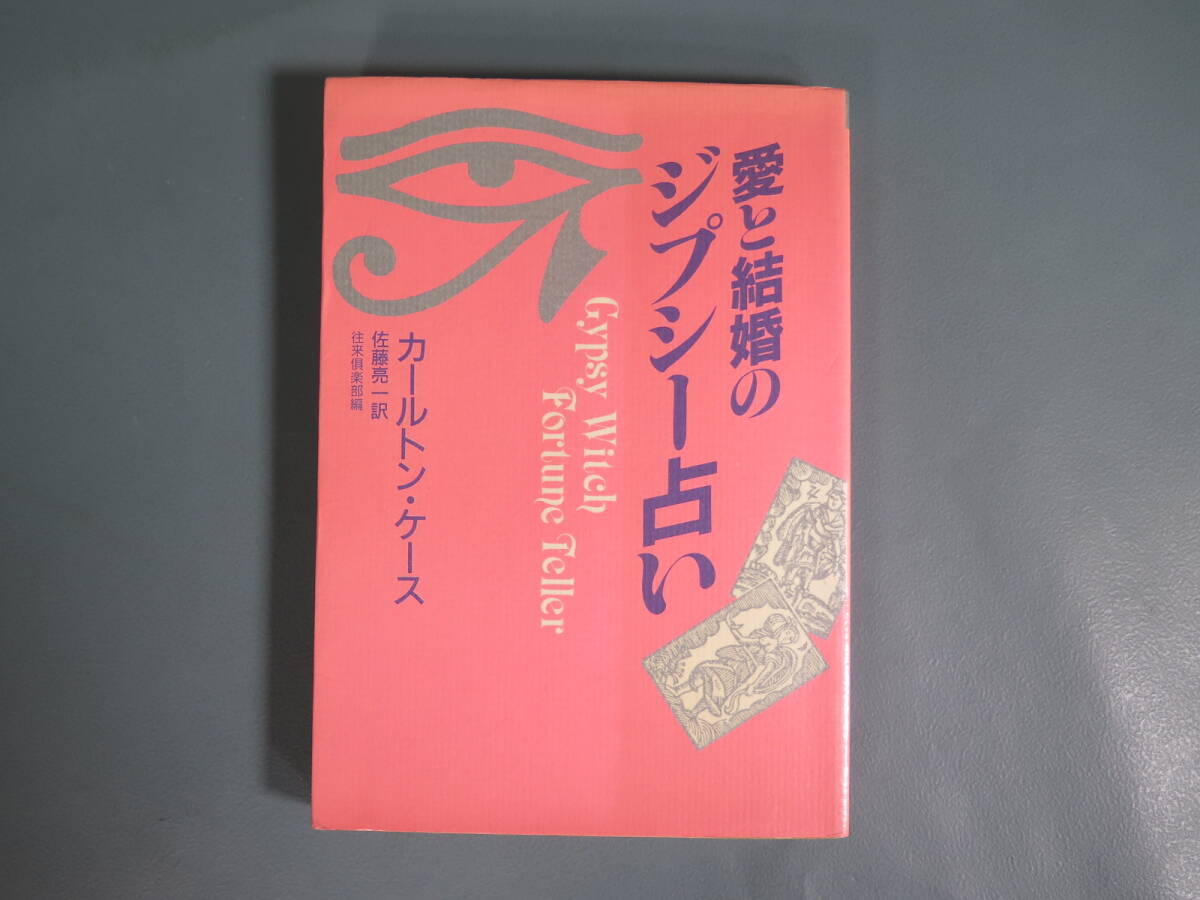 愛と結婚の
ジプシー占い
Gypsy Witch
Fortune Teller
カールトン・ケース
佐藤亮一訳
往来倶楽部編